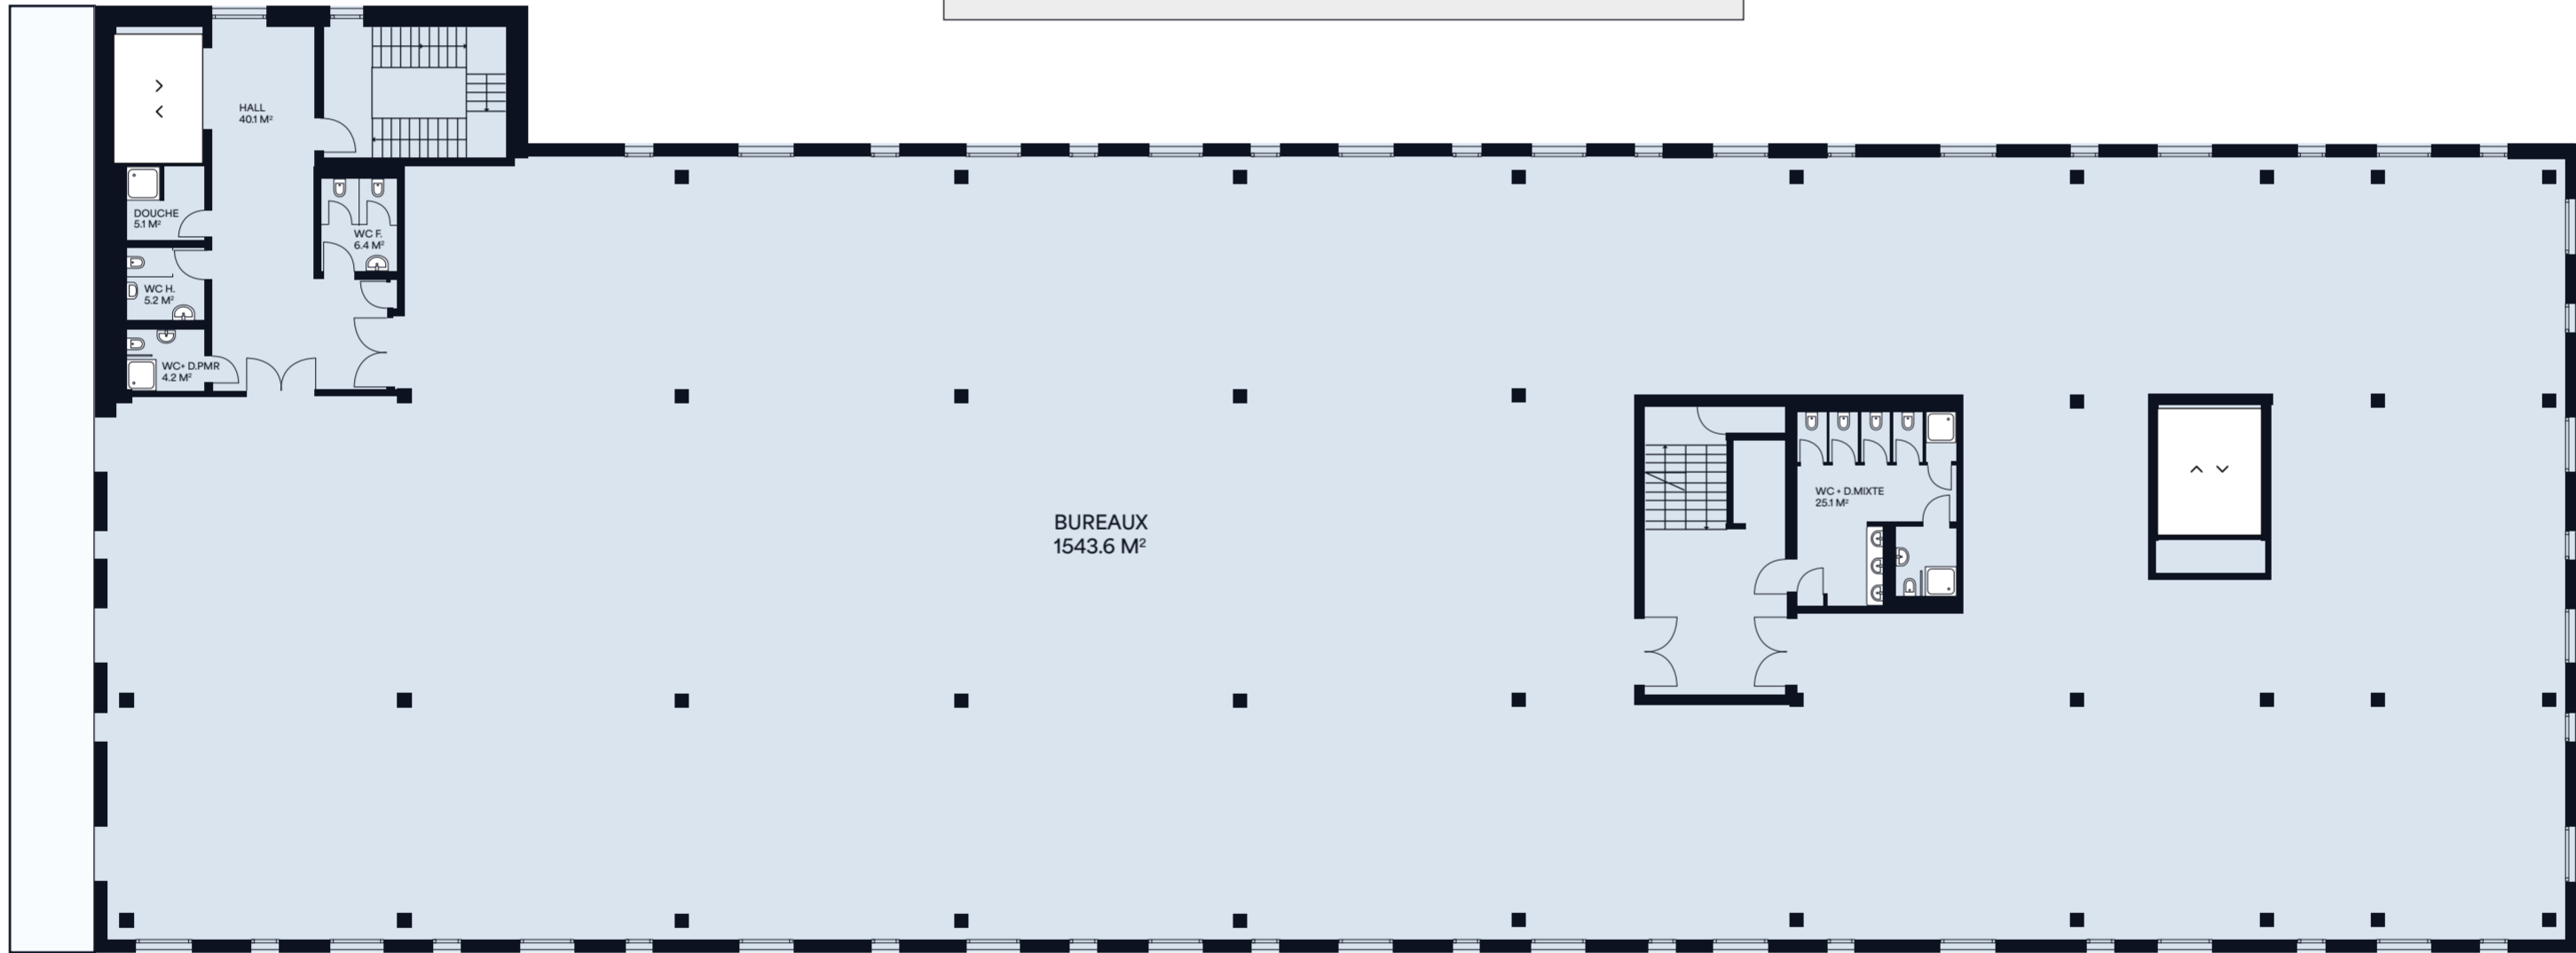 HALL
40.1 M²
DOUCHE
5.1 M²
WC F.
6.4 M²
WC H.
5.2 M²
WC+ D.PMR
4.2 M²
BUREAUX
1543.6 M²
WC + D.MIXTE
25.1 M²